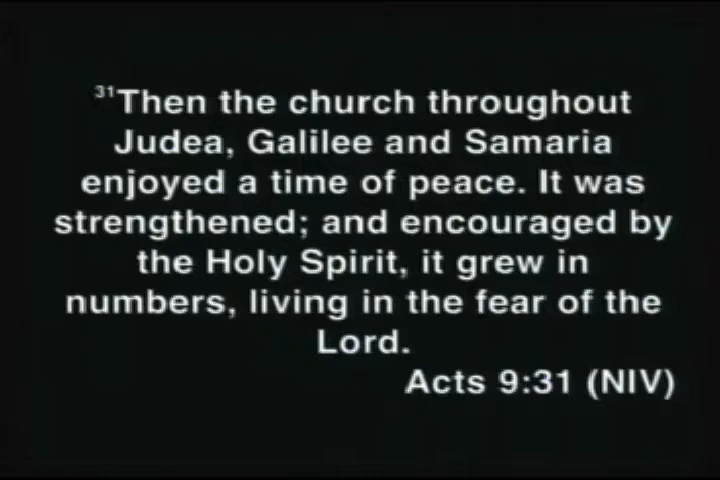 31Then the church throughout
Judea, Galilee and Samaria
enjoyed a time of peace. It was
strengthened; and encouraged by
the Holy Spirit, it grew in
numbers, living in the fear of the
Lord.
Acts 9:31 (NIV)